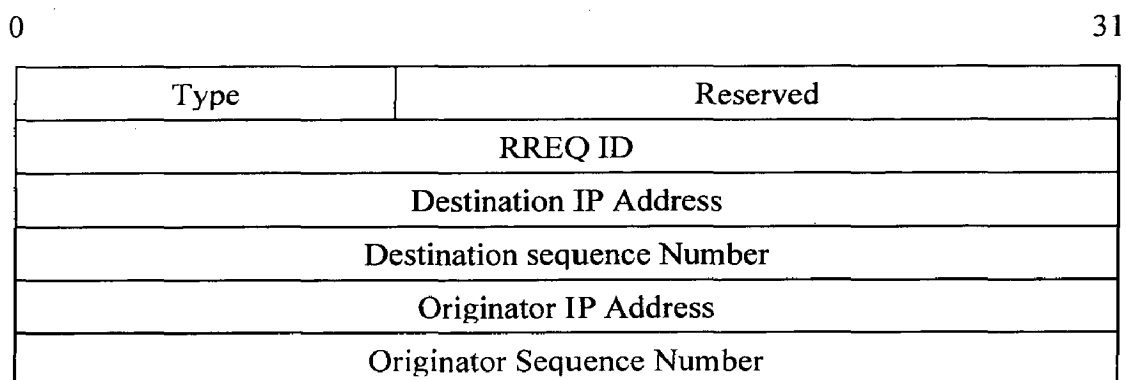 0 31
Type Reserved
RREQ ID
Destination IP Address
Destination sequence Number
Originator IP Address
Originator Sequence Number